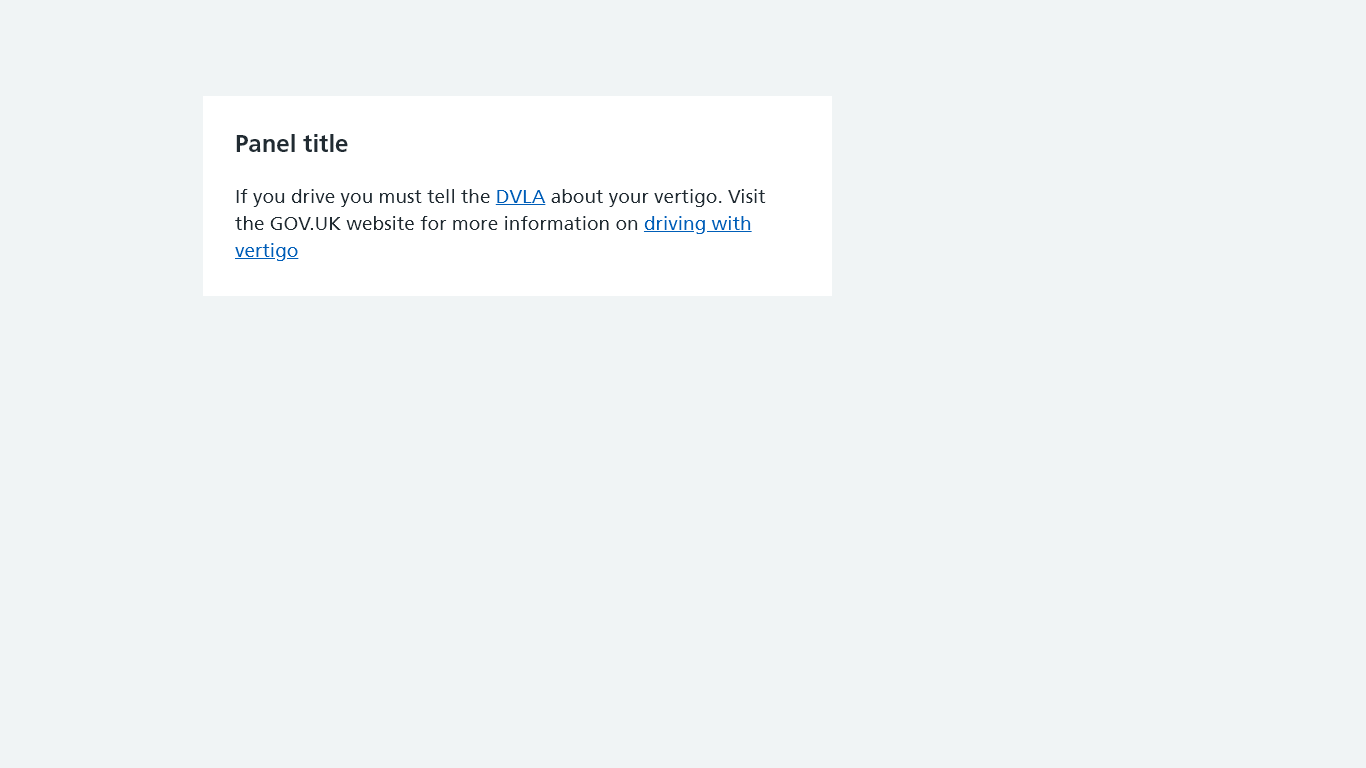 Panel title
If you drive you must tell the DVLA about your vertigo. Visit
the GOV.UK website for more information on driving with
vertigo